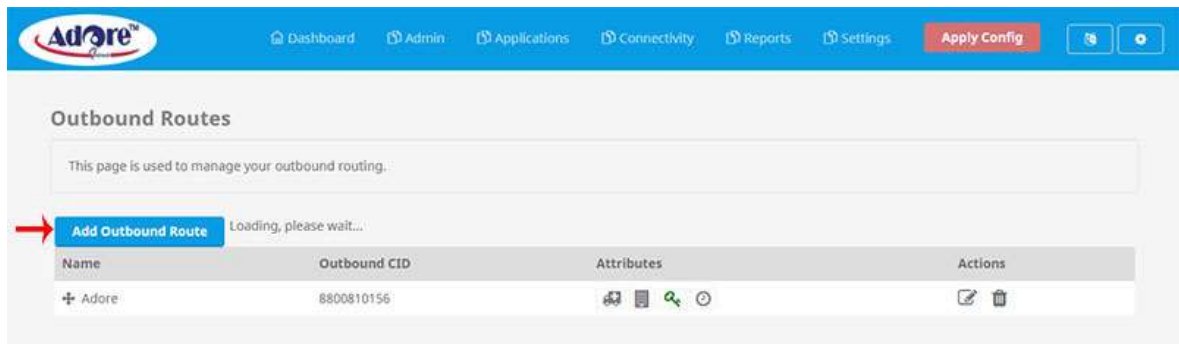 Adore™
Dashboard Admin Applications Connectivity Reports Settings Apply Config
Outbound Routes
This page is used to manage your outbound routing.
Add Outbound Route Loading, please wait...
Name Outbound CID Attributes Actions
Adore 8800810156